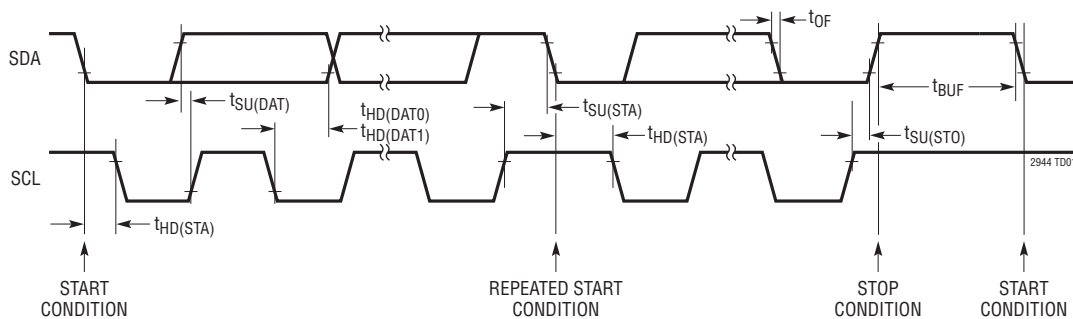 SDA
tSU(DAT)
tHD(DAT0)
tHD(DAT1)
tSU(STA)
tHD(STA)
tOF
tBUF
tSU(STO)
2944 TD01
SCL
tHD(STA)
START
CONDITION
REPEATED START
CONDITION
STOP
CONDITION
START
CONDITION